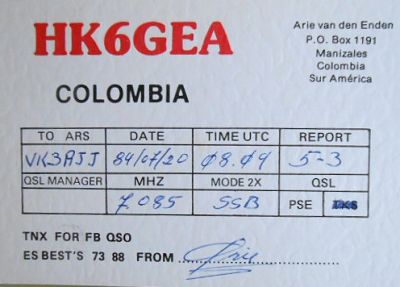 HK6GEA
Arie van den Enden
P.O. Box 1191
Manizales
Colombia
Sur América
COLOMBIA
TO ARS DATE TIME UTC REPORT
VK3AJJ 84/07/20 08.09 5-3
QSL MANAGER MHZ MODE 2X QSL
7.085 SSB PSE
TNX FOR FB QSO
ES BEST'S 73 88 FROM Arie